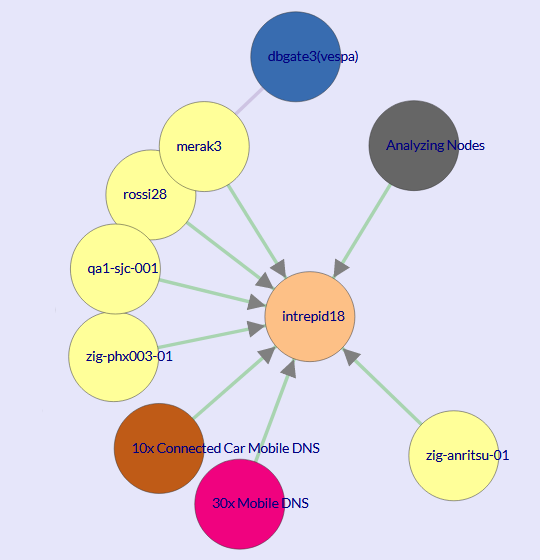 dbgate3(vespa)
merak3
Analyzing Nodes
rossi28
qa1-sjc-001
intrepid18
zig-phx003-01
10x Connected Car Mobile DNS
zig-anritsu-01
30x Mobile DNS